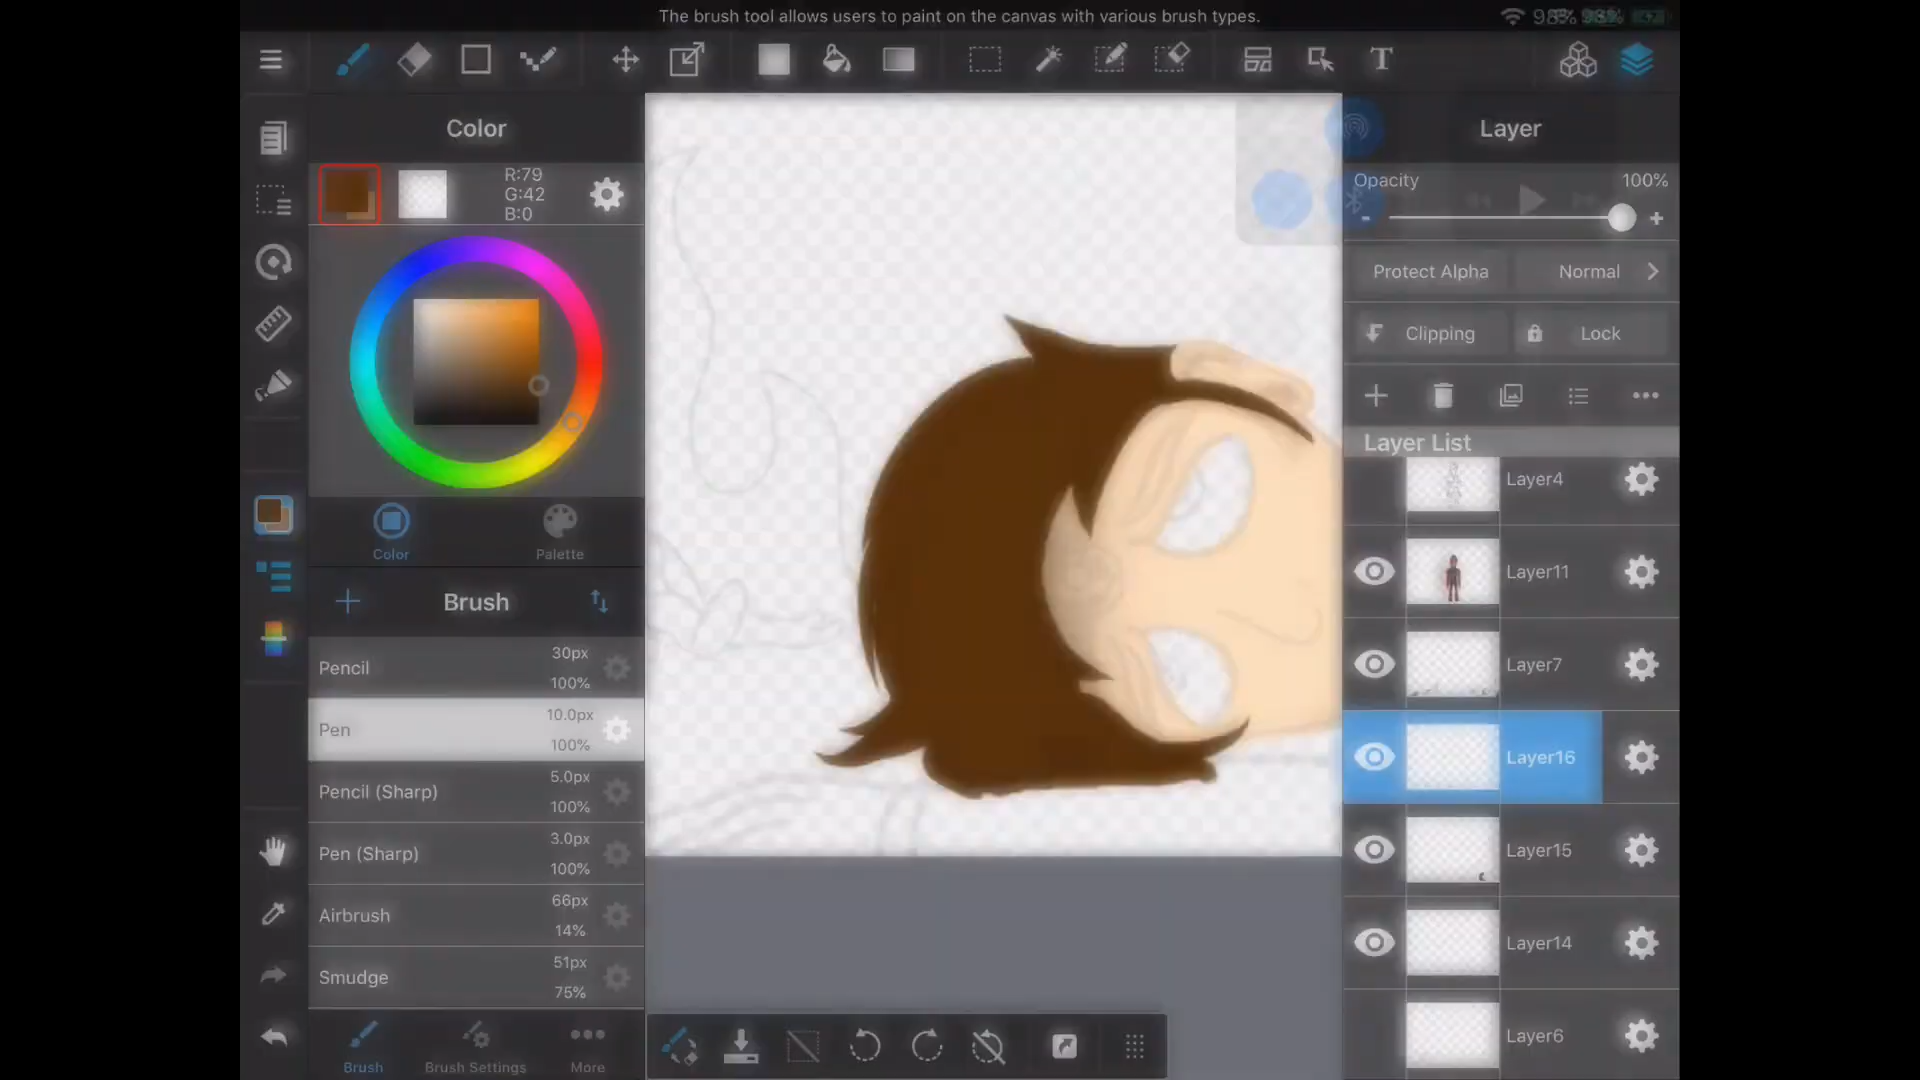 The brush tool allows users to paint on the canvas with various brush types.
T
Color
Layer
R:79
G:42
B:0
Opacity
100%
- +
Protect Alpha
Normal
Clipping
Lock
Layer List
Layer4
Color
Palette
Layer11
Brush
Pencil
30px
100%
Layer7
Pen
10.0px
100%
Layer16
Pencil (Sharp)
5.0px
100%
Pen (Sharp)
3.0px
100%
Layer15
Airbrush
66px
14%
Layer14
Smudge
51px
75%
Layer6
Brush
Brush Settings
More